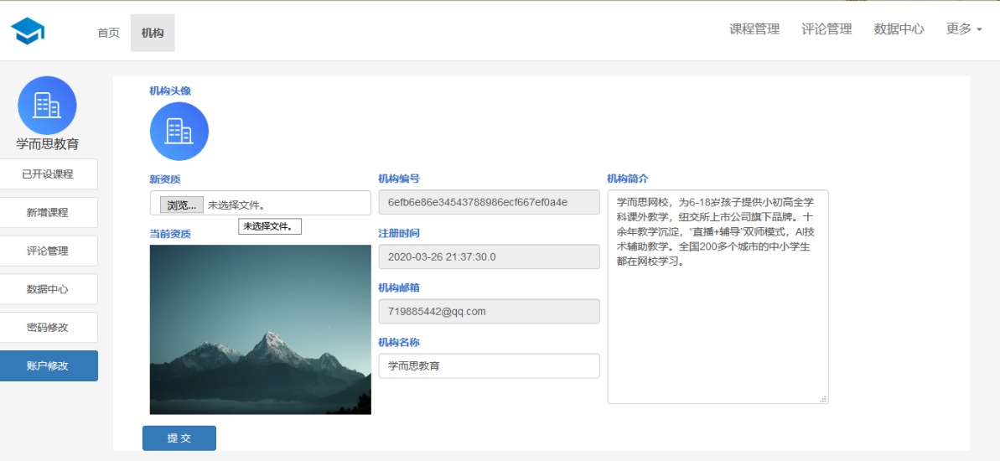 首页
机构
课程管理
评论管理
数据中心
更多
学而思教育
已开设课程
新增课程
评论管理
数据中心
密码修改
账户修改
机构头像
新资质
浏览... 未选择文件。
未选择文件。
当前资质
机构编号
6efb6e86e34543788986ecf667ef0a4e
注册时间
2020-03-26 21:37:30.0
机构邮箱
719885442@qq.com
机构名称
学而思教育
机构简介
学而思网校，为6-18岁孩子提供小初高全学
科课外教学，纽交所上市公司旗下品牌。十
余年教学沉淀，“直播+辅导”双师模式，AI技
术辅助教学。全国200多个城市的中小学生
都在网校学习。
提 交